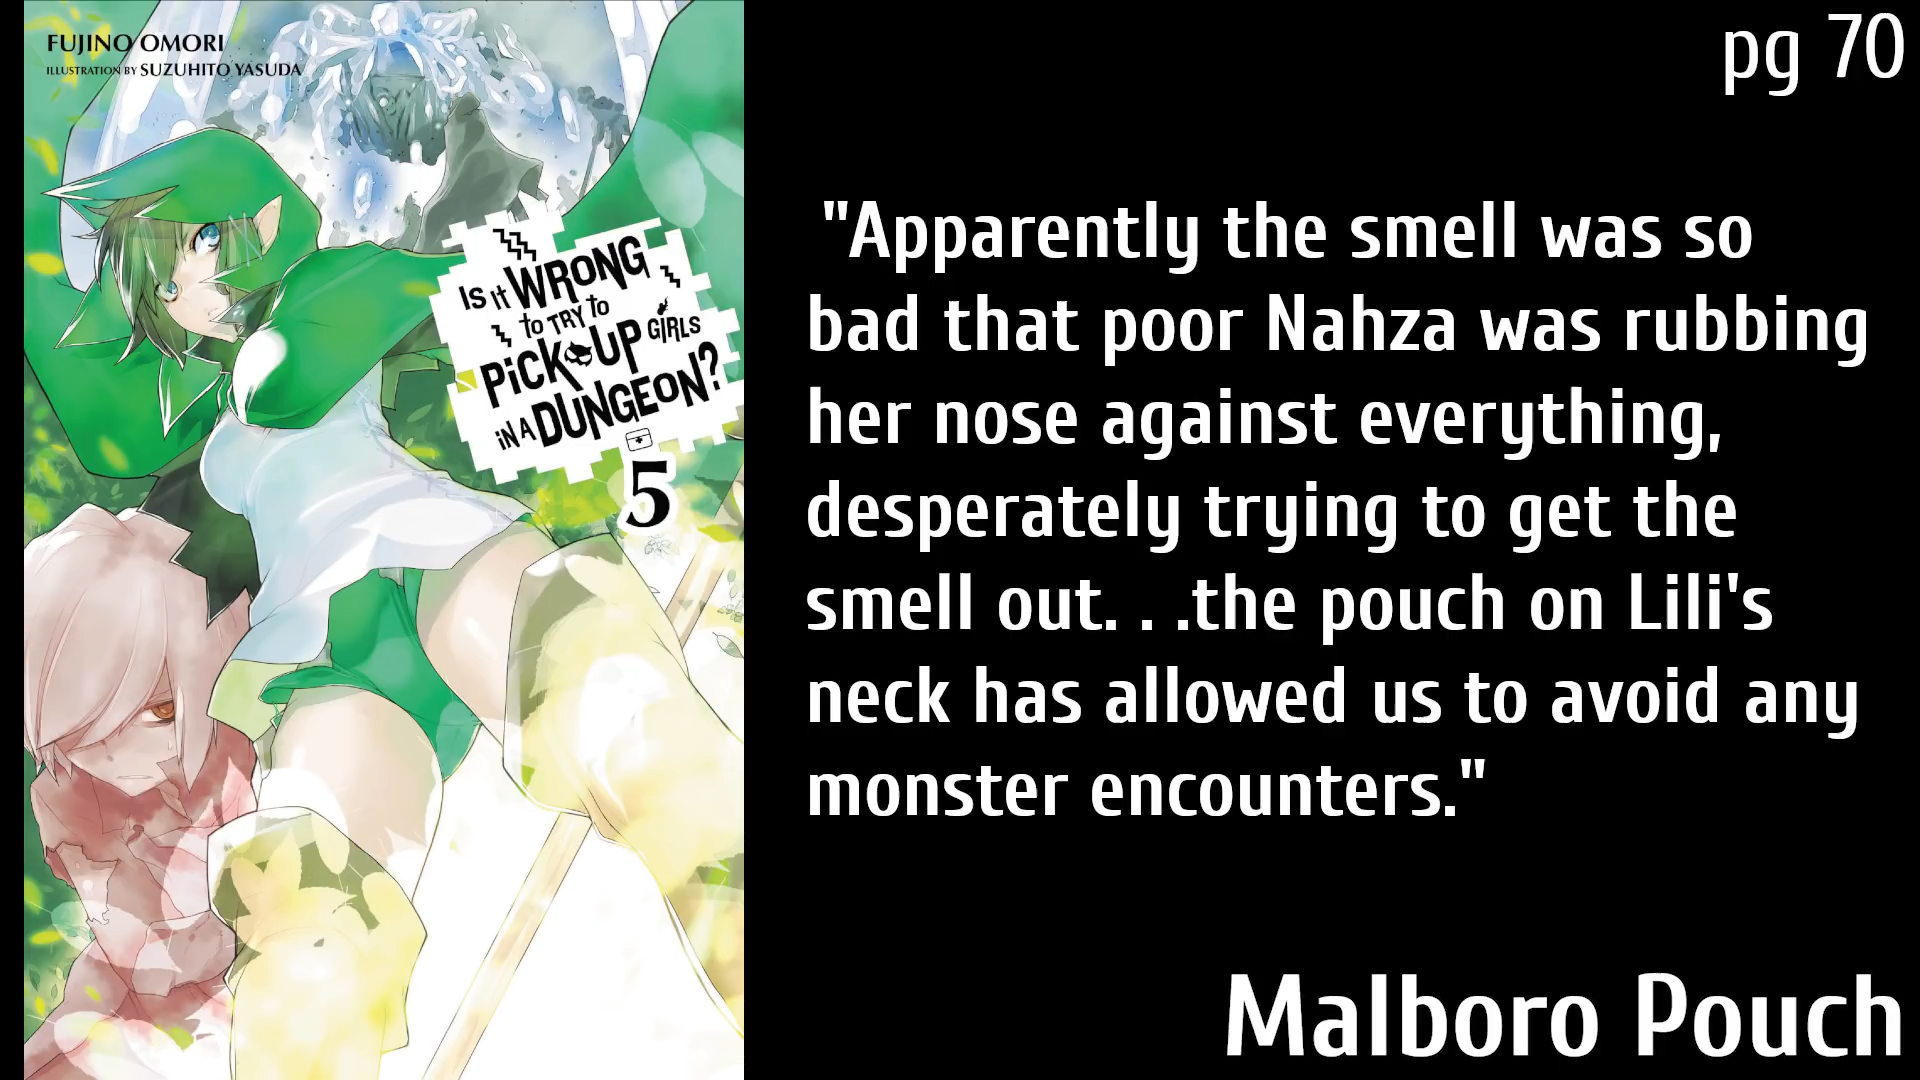 FUJINO OMORI
ILLUSTRATION BY SUZUHITO YASUDA
IS It WRONG
to TRY to
PiCK UP GIRLS
iN A DUNGEON?
5
pg 70
"Apparently the smell was so
bad that poor Nahza was rubbing
her nose against everything,
desperately trying to get the
smell out. . .the pouch on Lili's
neck has allowed us to avoid any
monster encounters."
Malboro Pouch